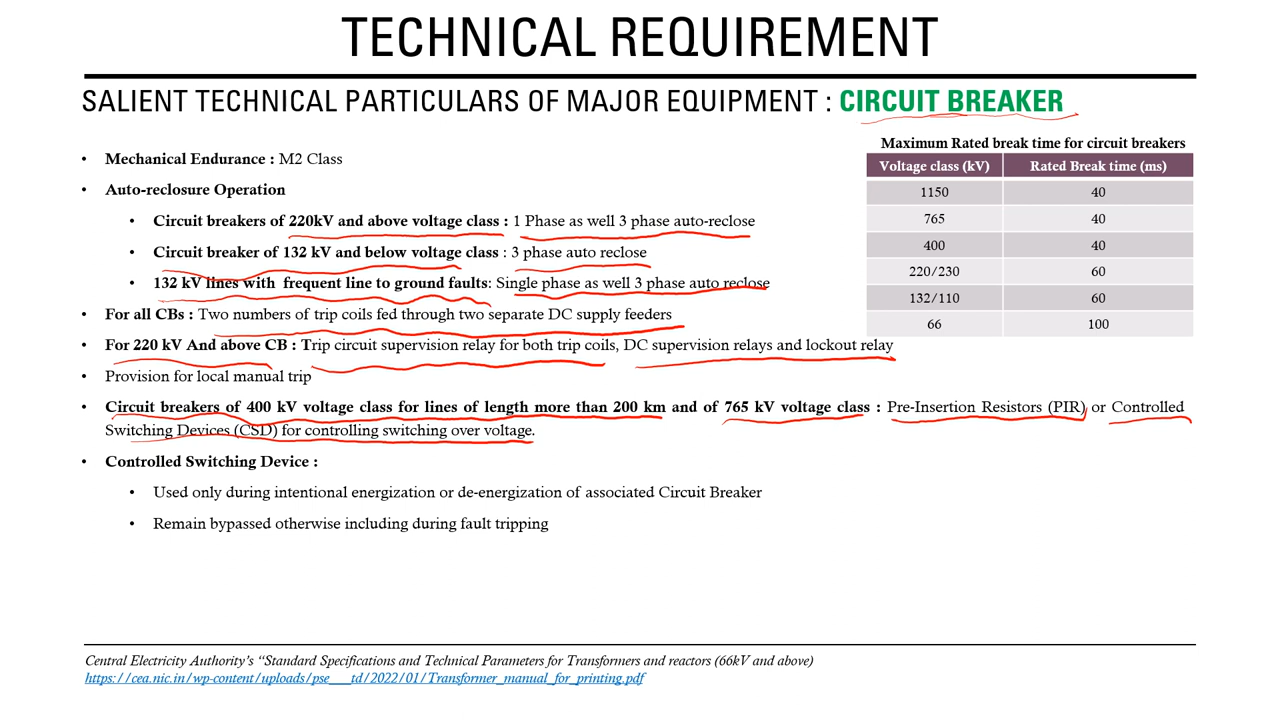 TECHNICAL REQUIREMENT
SALIENT TECHNICAL PARTICULARS OF MAJOR EQUIPMENT : CIRCUIT BREAKER
• Mechanical Endurance : M2 Class
• Auto-reclosure Operation
• Circuit breakers of 220kV and above voltage class : 1 Phase as well 3 phase auto-reclose
• Circuit breaker of 132 kV and below voltage class : 3 phase auto reclose
• 132 kV lines with frequent line to ground faults: Single phase as well 3 phase auto reclose
• For all CBs : Two numbers of trip coils fed through two separate DC supply feeders
• For 220 kV And above CB : Trip circuit supervision relay for both trip coils, DC supervision relays and lockout relay
• Provision for local manual trip
• Circuit breakers of 400 kV voltage class for lines of length more than 200 km and of 765 kV voltage class : Pre-Insertion Resistors (PIR) or Controlled
Switching Devices (CSD) for controlling switching over voltage.
• Controlled Switching Device :
• Used only during intentional energization or de-energization of associated Circuit Breaker
• Remain bypassed otherwise including during fault tripping
Maximum Rated break time for circuit breakers
Voltage class (kV) Rated Break time (ms)
1150 40
765 40
400 40
220/230 60
132/110 60
66 100
Central Electricity Authority's “Standard Specifications and Technical Parameters for Transformers and reactors (66kV and above)
https://cea.nic.in/wp-content/uploads/pse___td/2022/01/Transformer_manual_for_printing.pdf